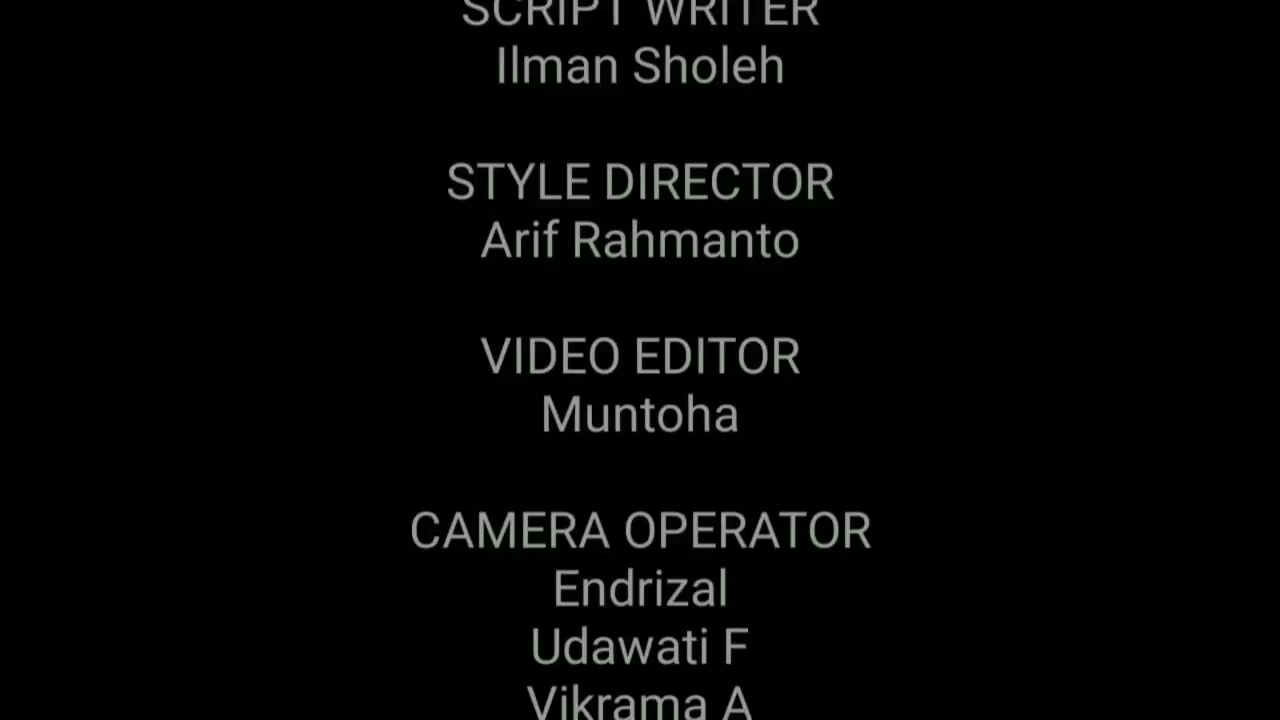 SCRIPT WRITER
Ilman Sholeh
STYLE DIRECTOR
Arif Rahmanto
VIDEO EDITOR
Muntoha
CAMERA OPERATOR
Endrizal
Udawati F
Vikrama A